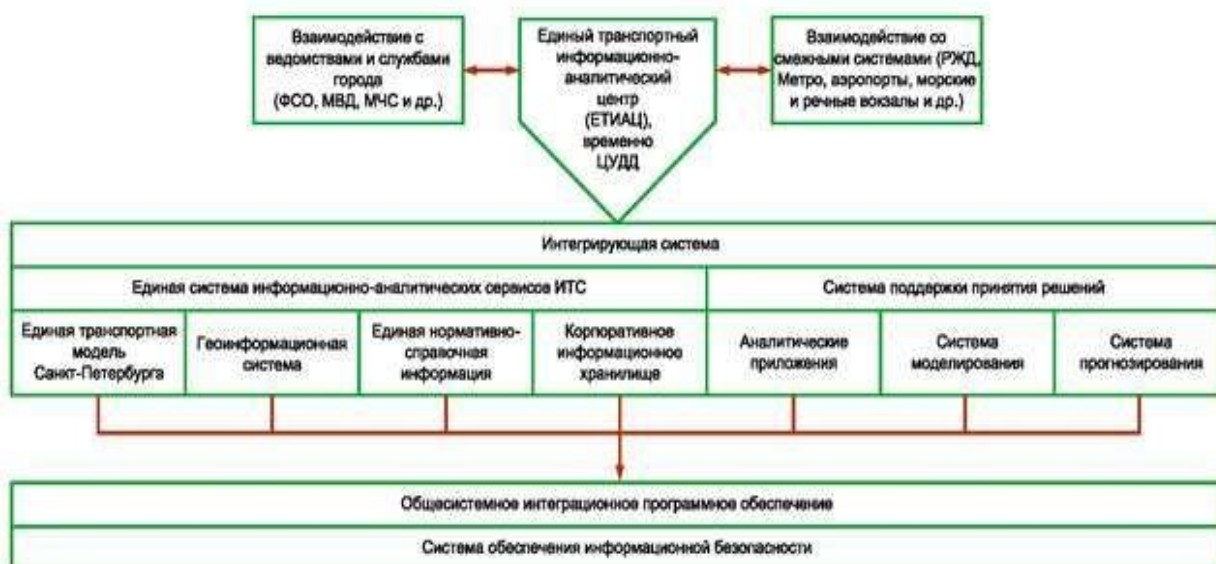 Взаимодействие с
ведомствами и службами
города
(ФСО, МВД, МЧС и др.)
Единый транспортный
информационно-
аналитический
центр
(ЕТИАЦ),
временно
ЦУДД
Взаимодействие со
смежными системами (РЖД,
Метро, аэропорты, морские
и речные вокзалы и др.)
Интегрирующая система
Единая система информационно-аналитических сервисов ИТС
Система поддержки принятия решений
Единая транспортная
модель
Санкт-Петербурга
Геоинформационная
система
Единая нормативно-
справочная
информация
Корпоративное
информационное
хранилище
Аналитические
приложения
Система
моделирования
Система
прогнозирования
Общесистемное интеграционное программное обеспечение
Система обеспечения информационной безопасности